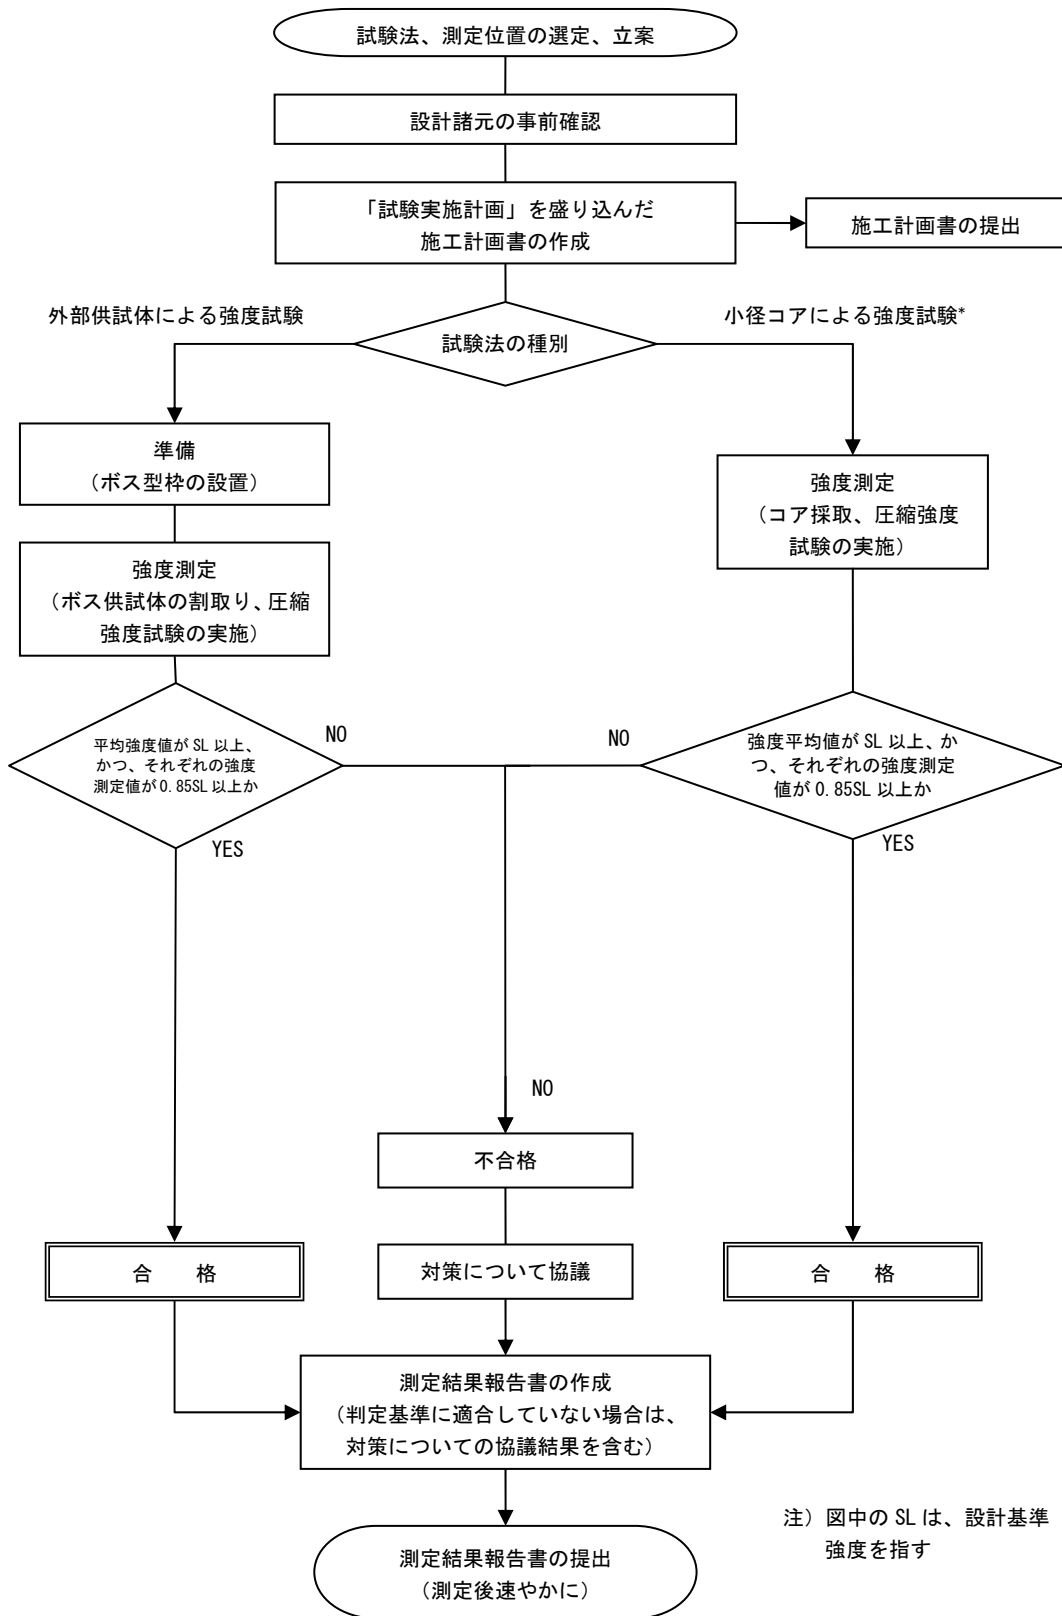 試験法、測定位置の選定、立案
設計諸元の事前確認
「試験実施計画」を盛り込んだ
施工計画書の作成
施工計画書の提出
外部供試体による強度試験
小径コアによる強度試験*
試験法の種別
準備
（ボス型枠の設置）
強度測定
（ボス供試体の割取り、圧縮
強度試験の実施）
強度測定
（コア採取、圧縮強度
試験の実施）
平均強度値が SL 以上、
かつ、それぞれの強度
測定値が 0.85SL 以上か
NO
NO
強度平均値が SL 以上、か
つ、それぞれの強度測定
値が 0.85SL 以上か
YES
YES
NO
不合格
合　　格
対策について協議
合　　格
測定結果報告書の作成
（判定基準に適合していない場合は、
対策についての協議結果を含む）
測定結果報告書の提出
（測定後速やかに）
注）図中の SL は、設計基準
強度を指す